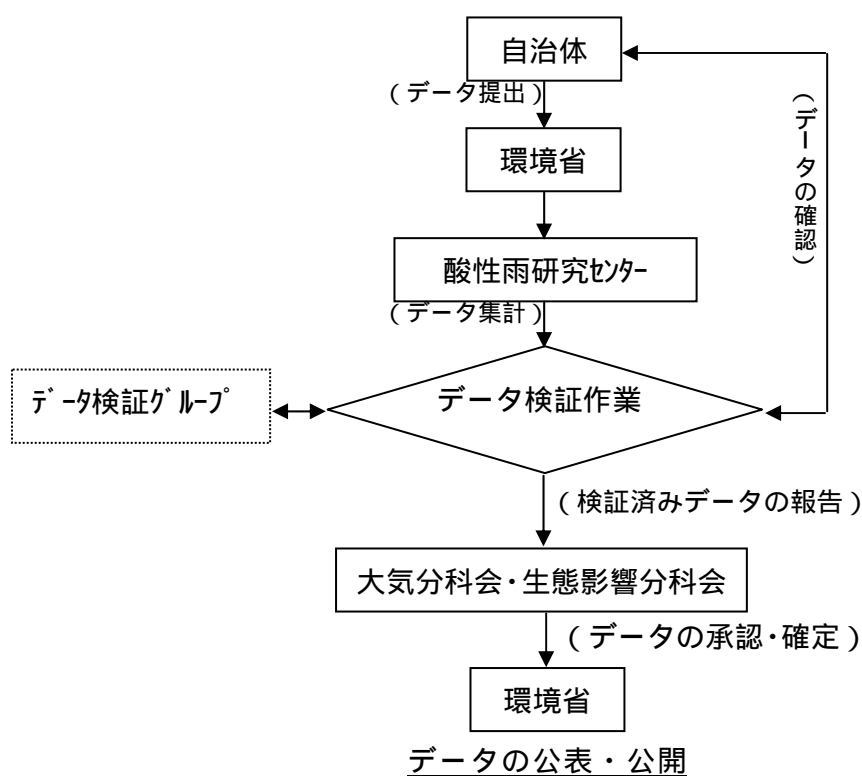 自治体
(データ提出)
環境省
(データの確認)
酸性雨研究ｾﾝﾀｰ
(データ集計)
ﾃﾞｰﾀ検証ｸﾞﾙｰﾌﾟ
データ検証作業
(検証済みデータの報告)
大気分科会・生態影響分科会
(データの承認・確定)
環境省
データの公表・公開